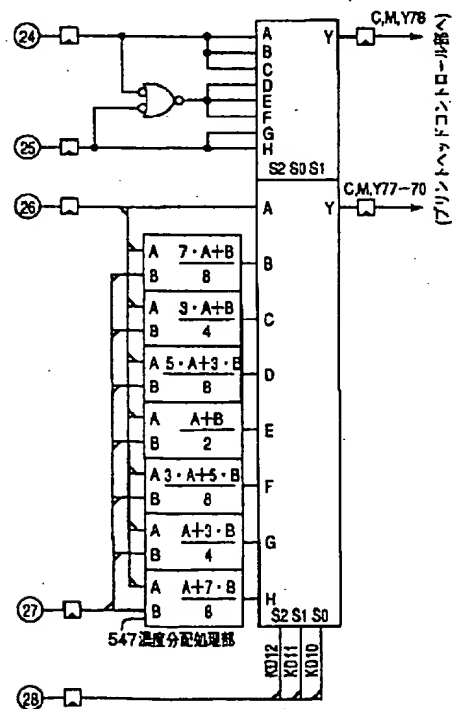 24
A
Y
C,M,Y78
B
C
D
E
F
G
25
H
S2 S0 S1
(プリントヘッドコントロール部へ)
26
A
Y
C,M,Y77-70
A 7・A+B
B 8
B
A 3・A+B
B 4
C
A 5・A+3・B
B 8
D
A A+B
B 2
E
A 3・A+5・B
B 8
F
A A+3・B
B 4
G
A A+7・B
B 8
H
27
S2 S1 S0
547濃度分配処理部
KD12
KD11
KD10
28